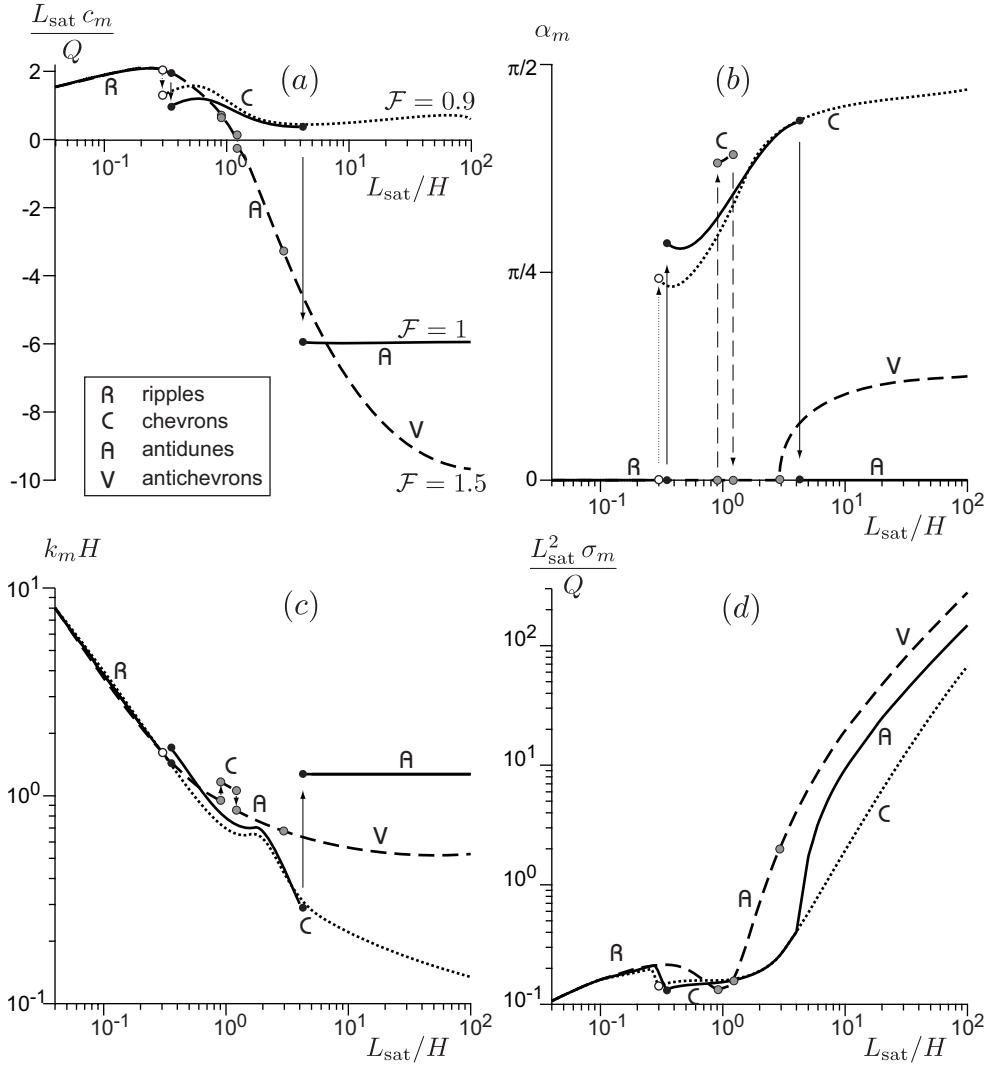 L_sat c_m / Q
(a)
2
0
-2
-4
-6
-8
-10
10^-1
10^0
10^1
10^2
L_sat/H
R
C
A
A
V
F = 0.9
F = 1
F = 1.5
R ripples
C chevrons
A antidunes
V antichevrons
α_m
(b)
π/2
π/4
0
10^-1
10^0
10^1
10^2
L_sat/H
R
C
C
V
A
k_m H
(c)
10^1
10^0
10^-1
10^-1
10^0
10^1
10^2
L_sat/H
R
C
A
A
V
C
L²_sat σ_m / Q
(d)
10^2
10^1
10^0
10^-1
10^-1
10^0
10^1
10^2
L_sat/H
V
A
C
A
R
C